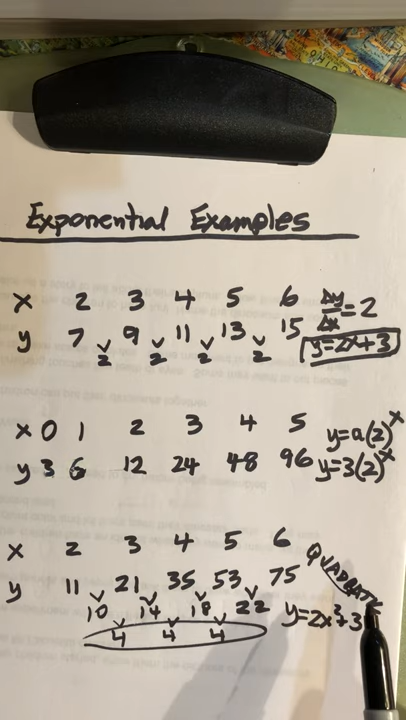 Exponential Examples
x 2 3 4 5 6 Δy/Δx = 2
y 7 9 11 13 15 y=2x+3
2 2 2 2
x 0 1 2 3 4 5 y=a(2)^x
y 3 6 12 24 48 96 y=3(2)^x
x 2 3 4 5 6 QUADRATIC
y 11 21 35 53 75
10 14 18 22 y=2x²+3
4 4 4